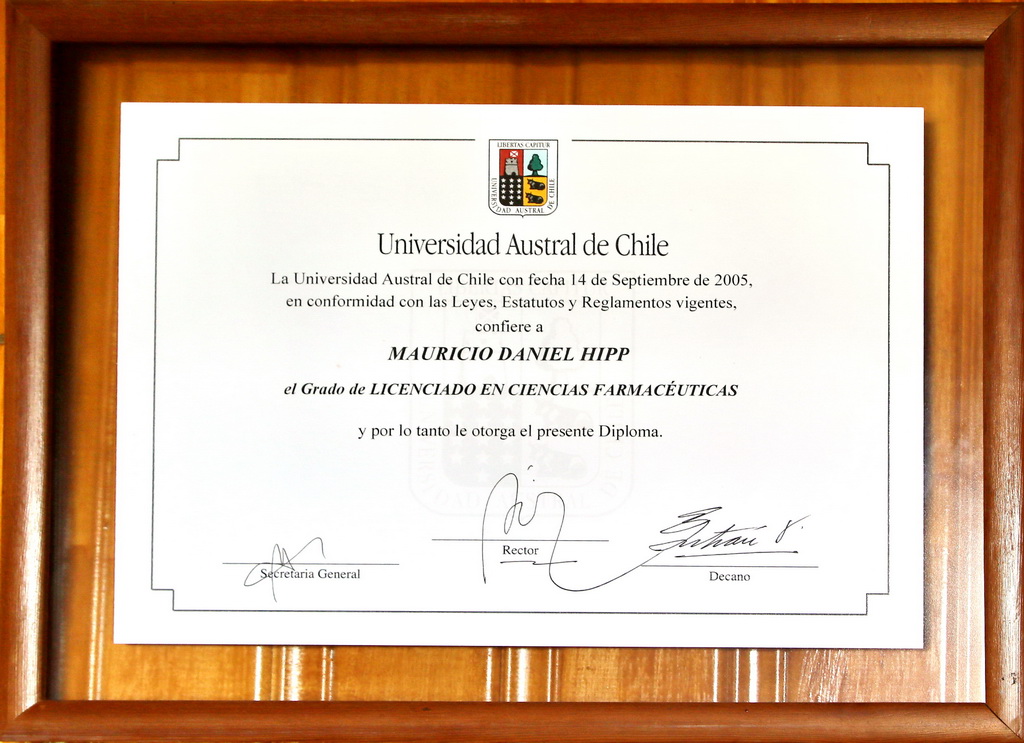 LIBERTAS CAPITUR
UNIVERSIDAD AUSTRAL DE CHILE
Universidad Austral de Chile
La Universidad Austral de Chile con fecha 14 de Septiembre de 2005,
en conformidad con las Leyes, Estatutos y Reglamentos vigentes,
confiere a
MAURICIO DANIEL HIPP
el Grado de LICENCIADO EN CIENCIAS FARMACÉUTICAS
y por lo tanto le otorga el presente Diploma.
Secretaria General
Rector
Decano